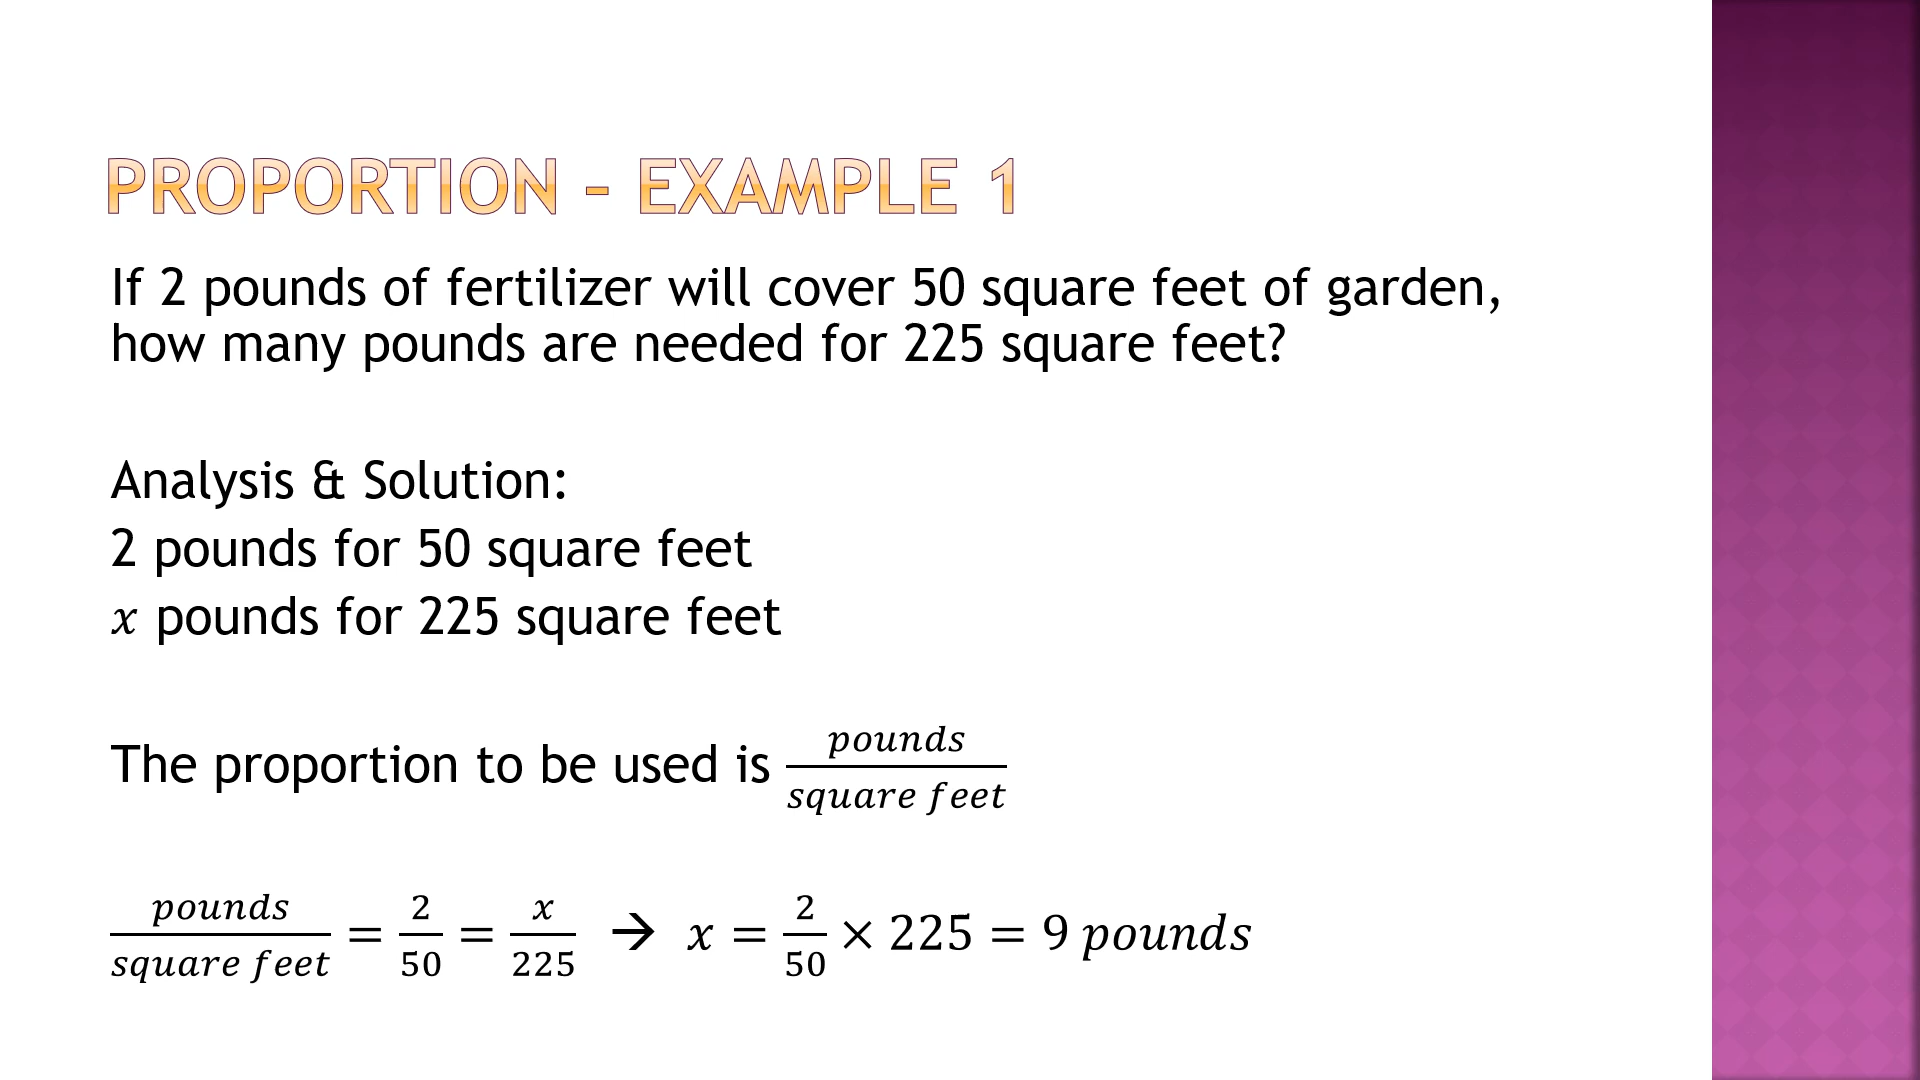 PROPORTION – EXAMPLE 1
If 2 pounds of fertilizer will cover 50 square feet of garden,
how many pounds are needed for 225 square feet?
Analysis & Solution:
2 pounds for 50 square feet
x pounds for 225 square feet
The proportion to be used is pounds/square feet
pounds/square feet = 2/50 = x/225 → x = 2/50 × 225 = 9 pounds